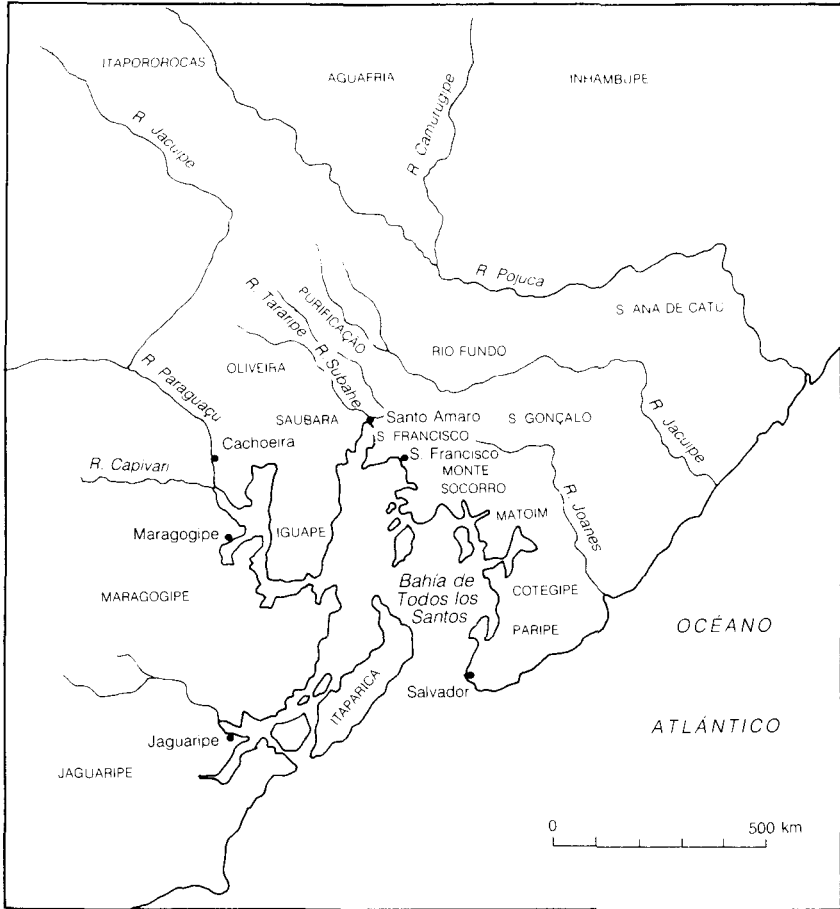 ITAPOROROCAS
AGUAFRIA
INHAMBUPE
R. Jacuipe
R. Camurugipe
R. Pojuca
S. ANA DE CATÚ
R. Tararipe
PURIFICAÇÃO
R. Subahe
RIO FUNDO
OLIVEIRA
R. Paraguaçu
SAUBARA
Santo Amaro
S. GONÇALO
R. Jacuipe
S. FRANCISCO
Cachoeira
S. Francisco
MONTE
R. Capivari
SOCORRO
MATOIM
R. Joanes
Maragogipe
IGUAPE
Bahía de
Todos los
Santos
COTEGIPE
MARAGOGIPE
PARIPE
OCÉANO
ITAPARICA
Salvador
ATLÁNTICO
Jaguaripe
JAGUARIPE
0 500 km